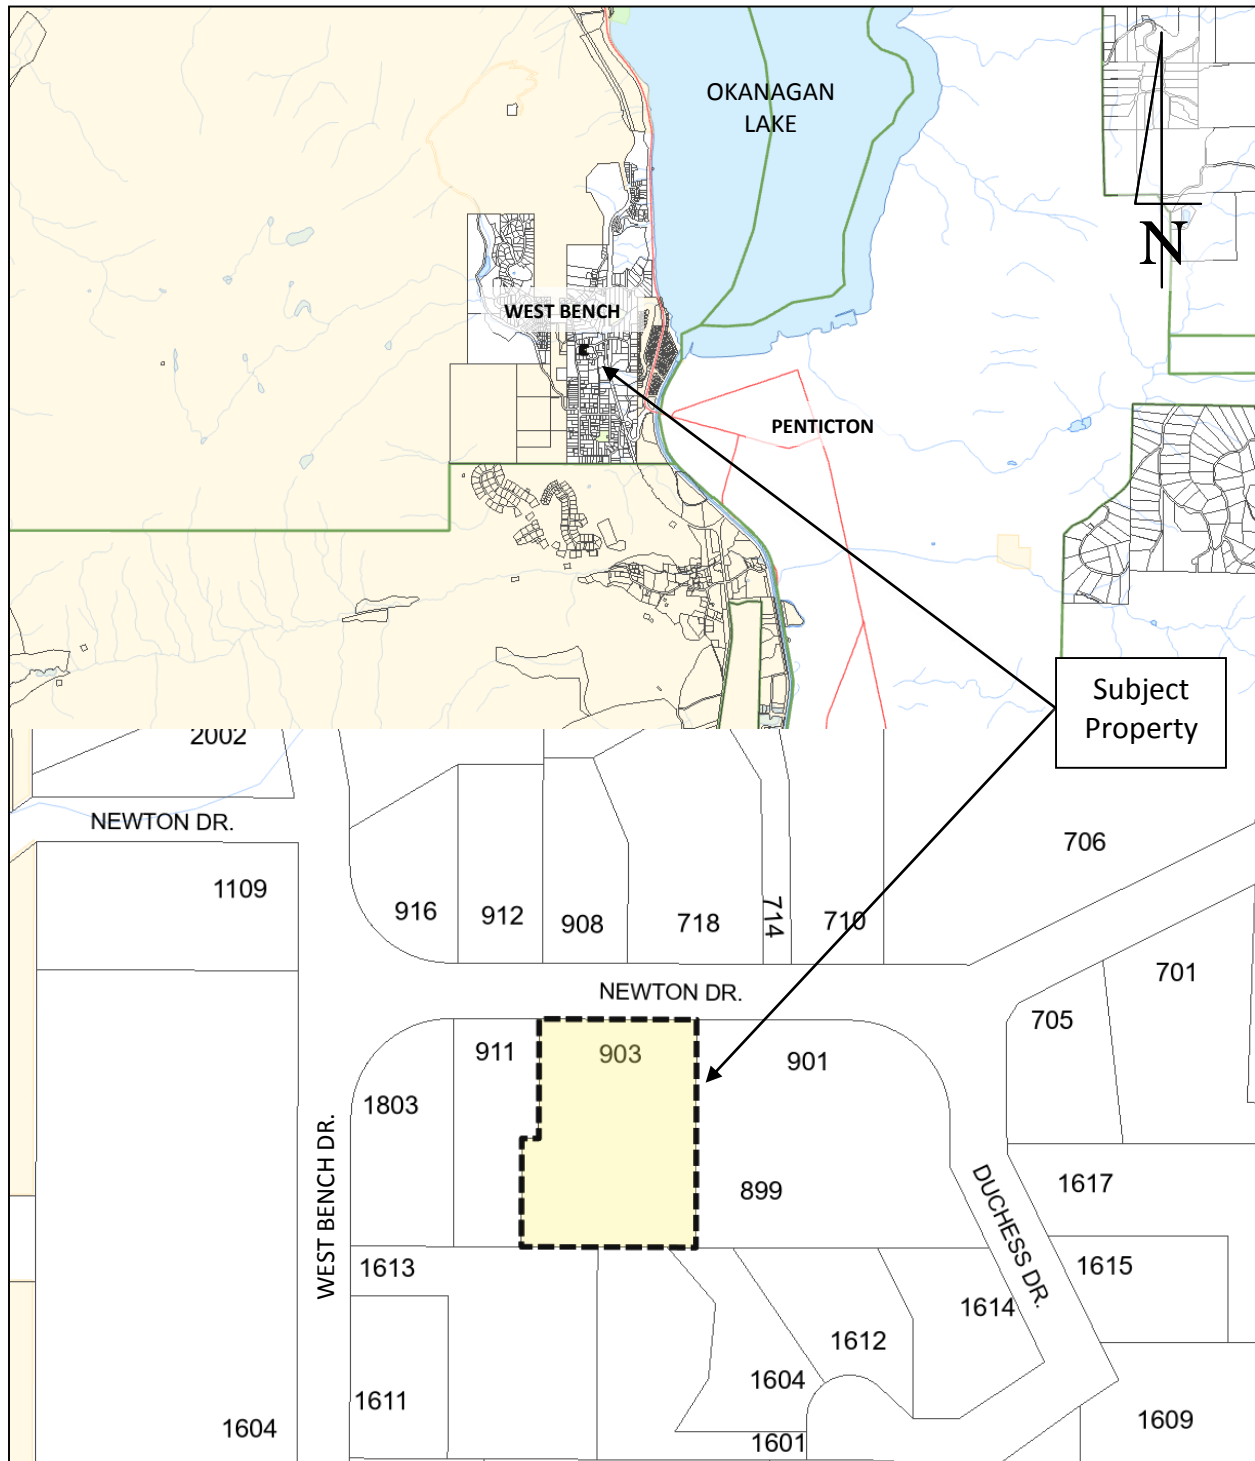 OKANAGAN
LAKE
N
WEST BENCH
PENTICTON
Subject
Property
2002
NEWTON DR.
706
1109
916
912
908
718
714
710
701
NEWTON DR.
705
911
903
901
1803
WEST BENCH DR.
899
DUCHESS DR.
1617
1613
1615
1614
1612
1604
1611
1604
1601
1609